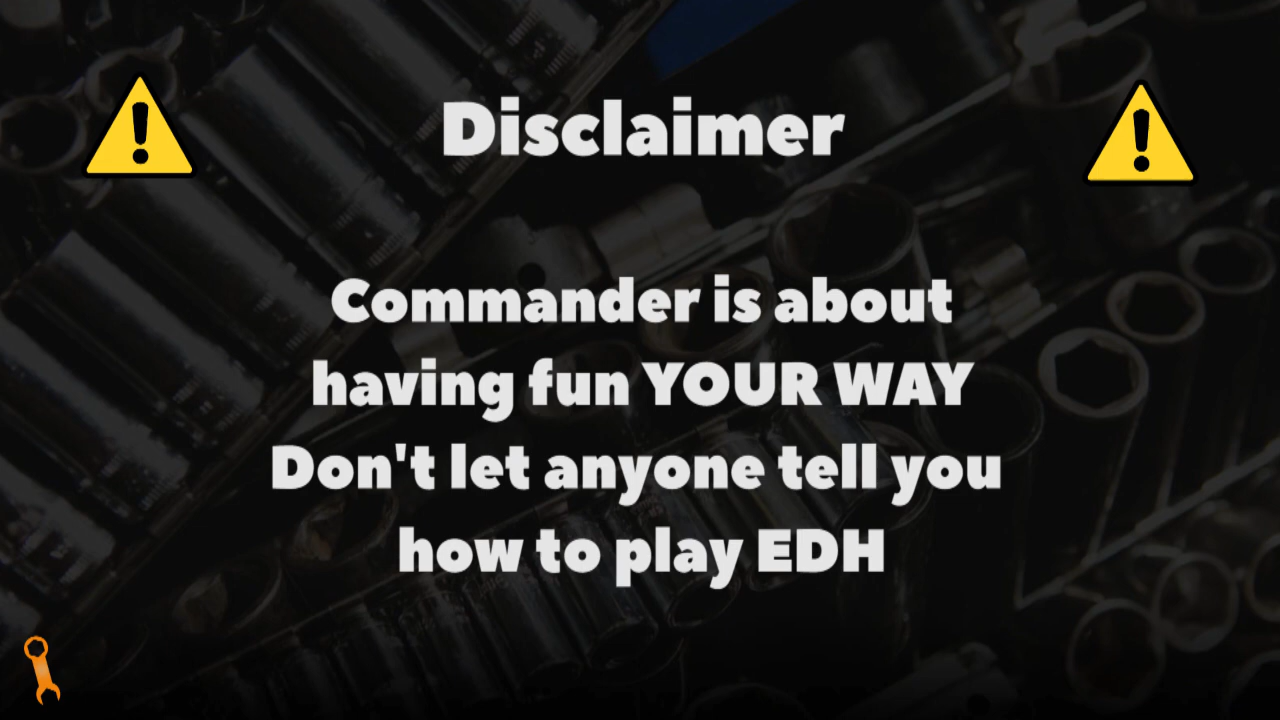 Disclaimer
Commander is about
having fun YOUR WAY
Don't let anyone tell you
how to play EDH